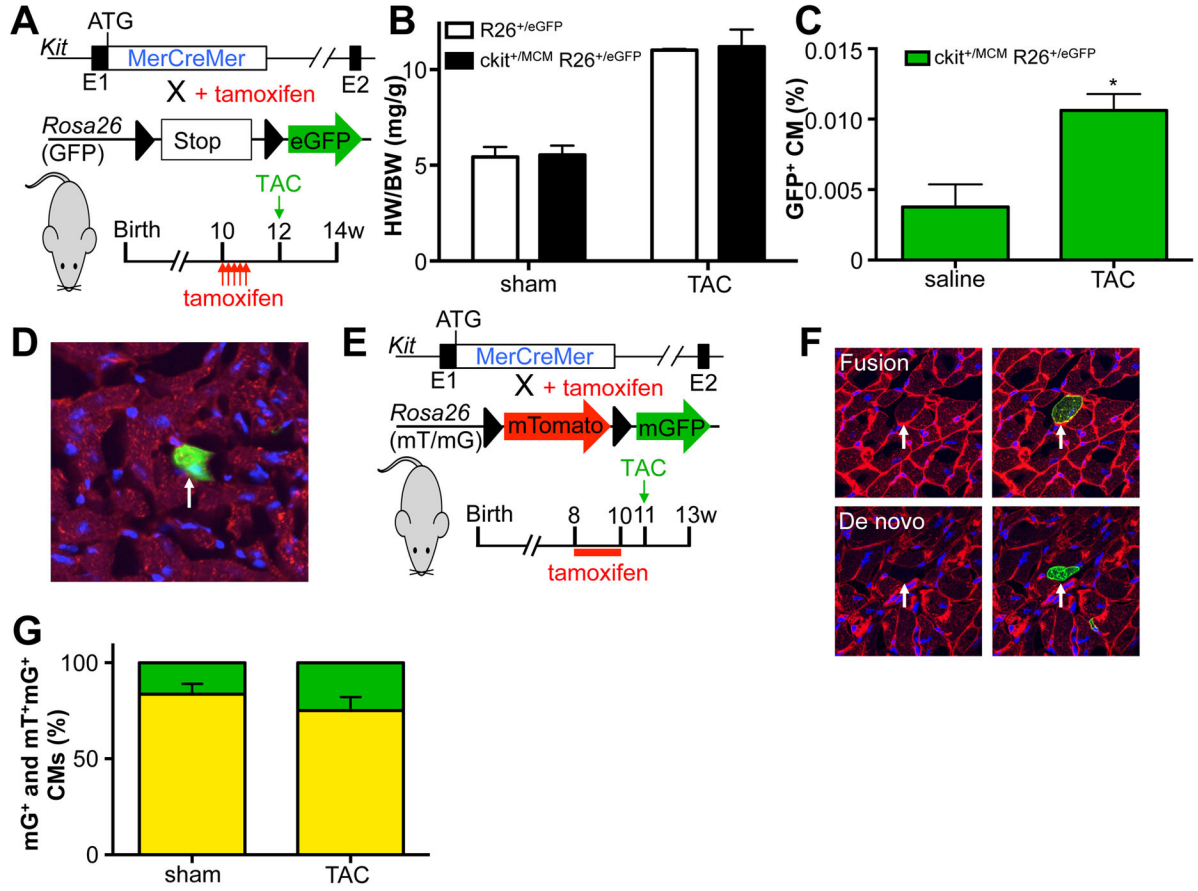 A
ATG
Kit
MerCreMer
E1
E2
X + tamoxifen
Rosa26
(GFP)
Stop
eGFP
TAC
Birth
10
12
14w
tamoxifen
B
R26+/eGFP
ckit+/MCM R26+/eGFP
HW/BW (mg/g)
10
5
0
sham
TAC
C
ckit+/MCM R26+/eGFP
GFP+ CM (%)
0.015
0.010
0.005
0
*
saline
TAC
D
E
ATG
Kit
MerCreMer
E1
E2
X + tamoxifen
Rosa26
(mT/mG)
mTomato
mGFP
TAC
Birth
8
10
11
13w
tamoxifen
F
Fusion
De novo
G
mG+ and mT+mG+
CMs (%)
100
50
0
sham
TAC